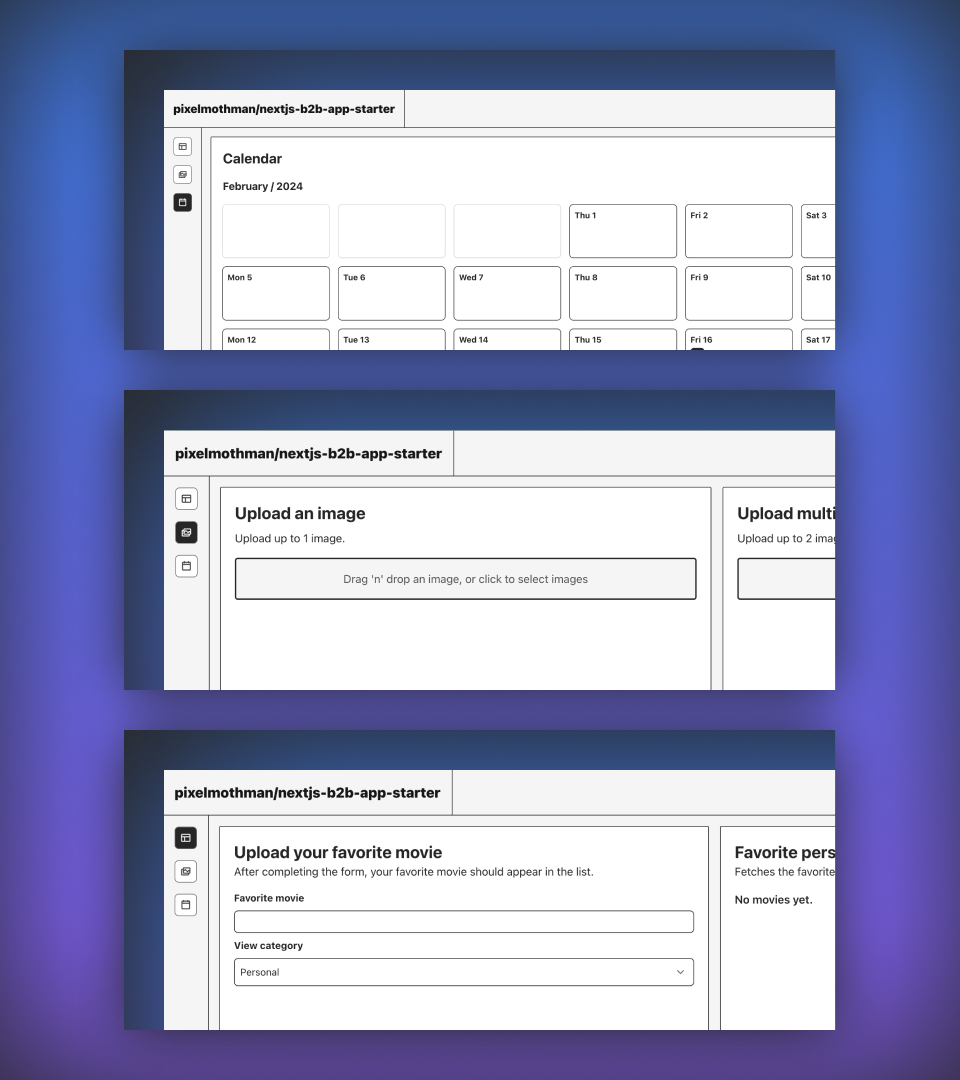 pixelmothman/nextjs-b2b-app-starter
Calendar
February / 2024
Thu 1 Fri 2 Sat 3
Mon 5 Tue 6 Wed 7 Thu 8 Fri 9 Sat 10
Mon 12 Tue 13 Wed 14 Thu 15 Fri 16 Sat 17
pixelmothman/nextjs-b2b-app-starter
Upload an image
Upload up to 1 image.
Drag 'n' drop an image, or click to select images
Upload multi
Upload up to 2 imag
pixelmothman/nextjs-b2b-app-starter
Upload your favorite movie
After completing the form, your favorite movie should appear in the list.
Favorite movie
View category
Personal
Favorite pers
Fetches the favorite
No movies yet.